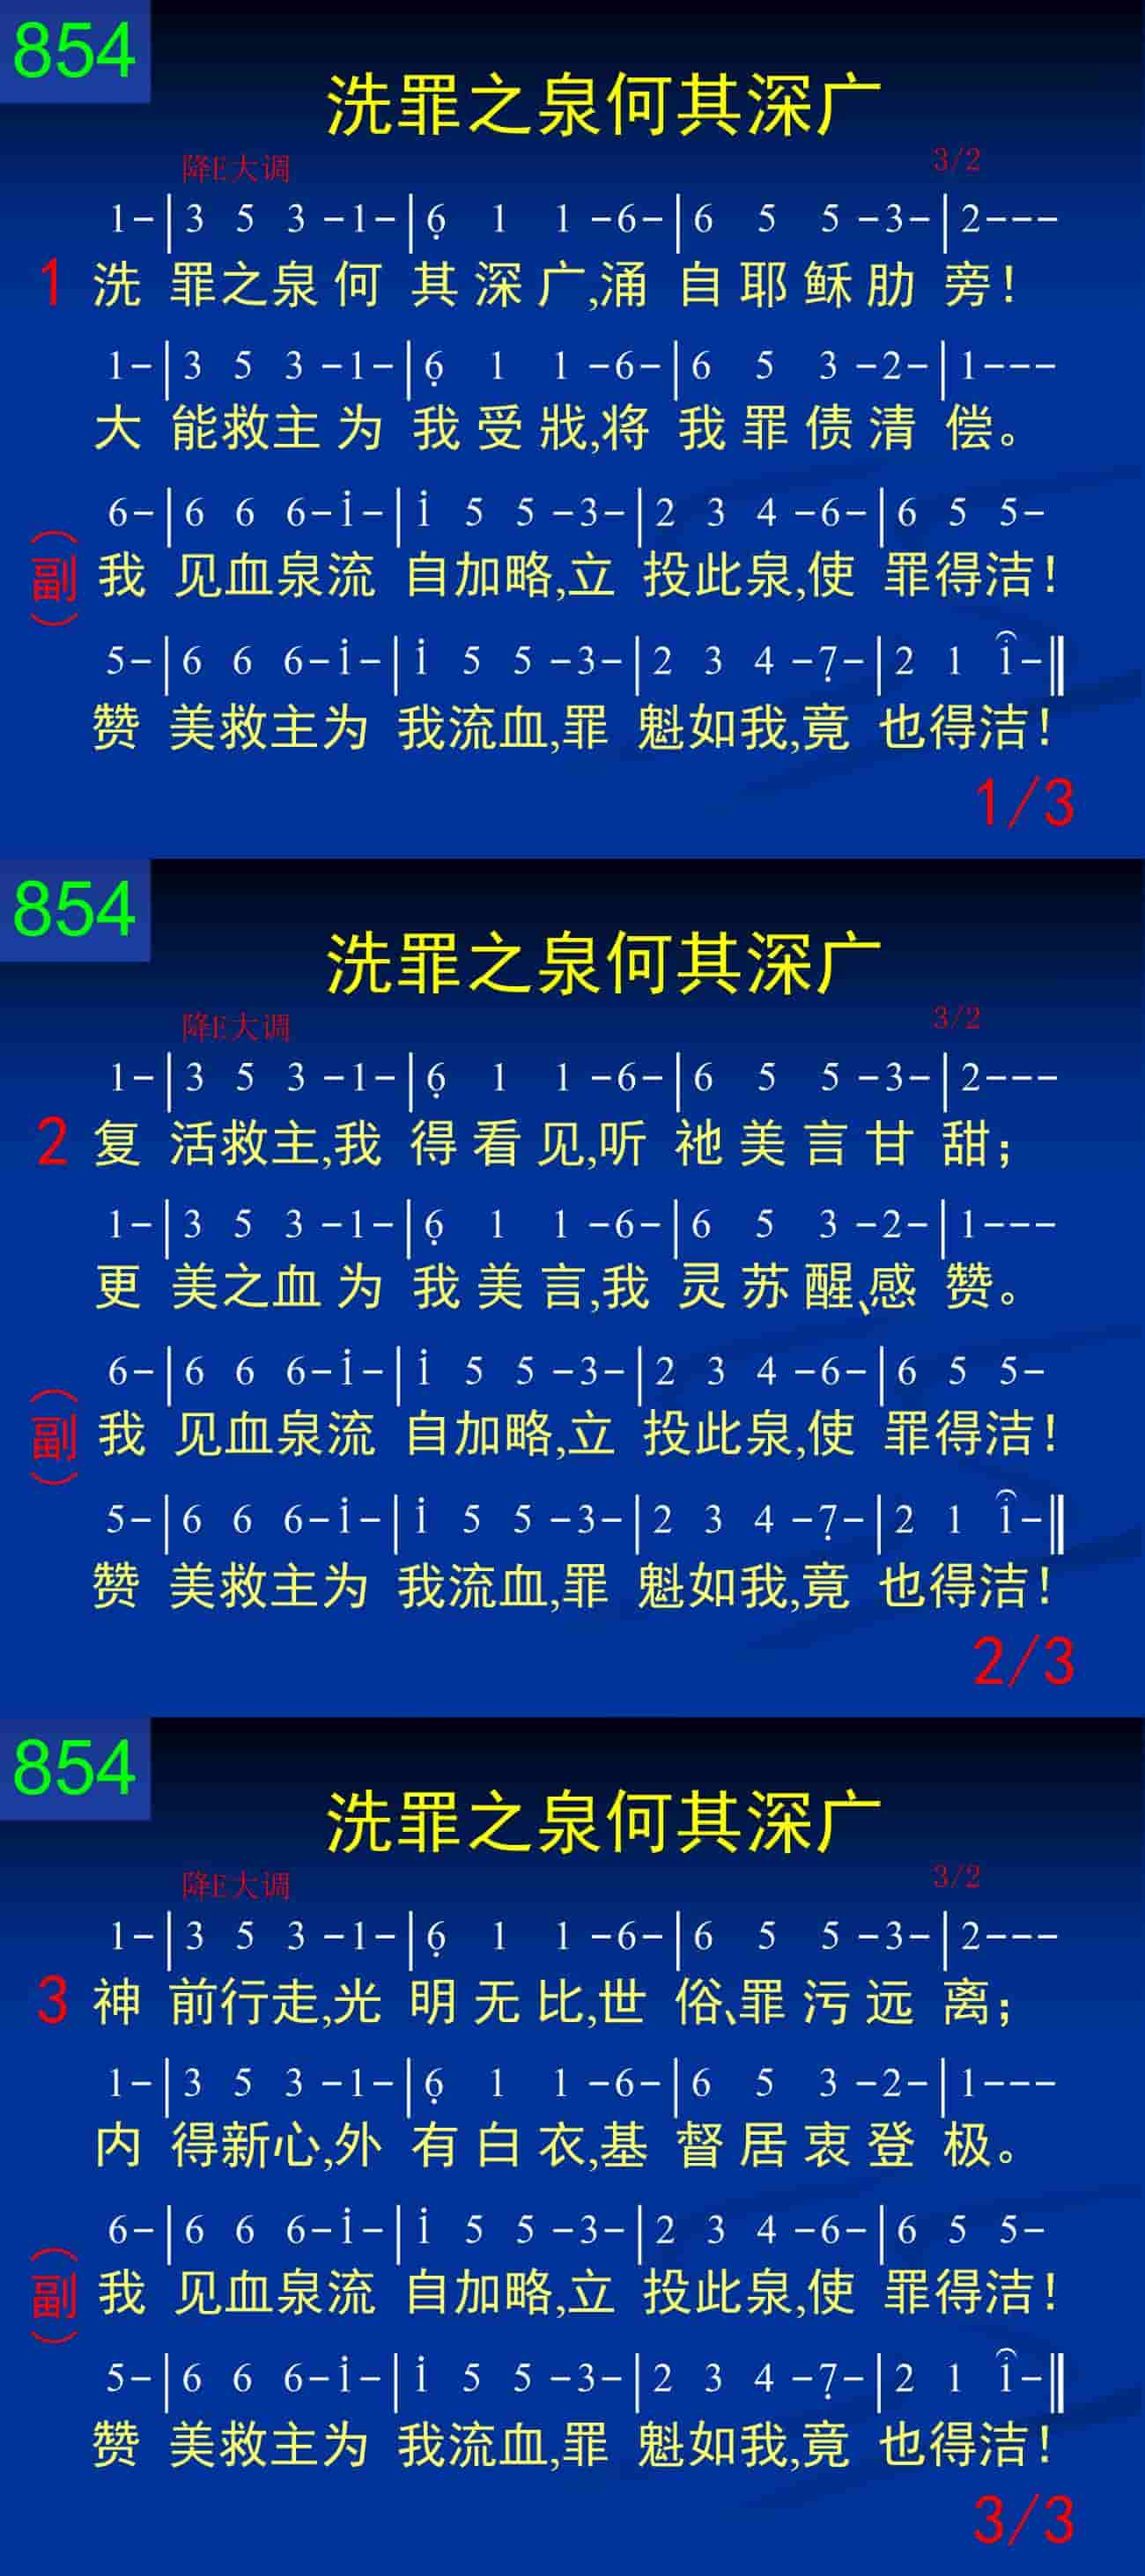 854
洗罪之泉何其深广
降E大调 3/2
1-|3 5 3-1-|6̣ 1 1-6-|6 5 5-3-|2---
1 洗 罪之泉何 其深广,涌 自耶稣肋 旁!
1-|3 5 3-1-|6̣ 1 1-6-|6 5 3-2-|1---
大 能救主为 我受戕,将 我罪债清 偿。
6-|6 6 6-i-|i 5 5-3-|2 3 4-6-|6 5 5-
(副) 我 见血泉流 自加略,立 投此泉,使 罪得洁!
5-|6 6 6-i-|i 5 5-3-|2 3 4-7̣-|2 1 i-‖
赞 美救主为 我流血,罪 魁如我,竟 也得洁!
1/3
854
洗罪之泉何其深广
降E大调 3/2
1-|3 5 3-1-|6̣ 1 1-6-|6 5 5-3-|2---
2 复 活救主,我 得看见,听 祂美言甘 甜;
1-|3 5 3-1-|6̣ 1 1-6-|6 5 3-2-|1---
更 美之血为 我美言,我 灵苏醒、感 赞。
6-|6 6 6-i-|i 5 5-3-|2 3 4-6-|6 5 5-
(副) 我 见血泉流 自加略,立 投此泉,使 罪得洁!
5-|6 6 6-i-|i 5 5-3-|2 3 4-7̣-|2 1 i-‖
赞 美救主为 我流血,罪 魁如我,竟 也得洁!
2/3
854
洗罪之泉何其深广
降E大调 3/2
1-|3 5 3-1-|6̣ 1 1-6-|6 5 5-3-|2---
3 神 前行走,光 明无比,世 俗、罪污远 离;
1-|3 5 3-1-|6̣ 1 1-6-|6 5 3-2-|1---
内 得新心,外 有白衣,基 督居衷登 极。
6-|6 6 6-i-|i 5 5-3-|2 3 4-6-|6 5 5-
(副) 我 见血泉流 自加略,立 投此泉,使 罪得洁!
5-|6 6 6-i-|i 5 5-3-|2 3 4-7̣-|2 1 i-‖
赞 美救主为 我流血,罪 魁如我,竟 也得洁!
3/3